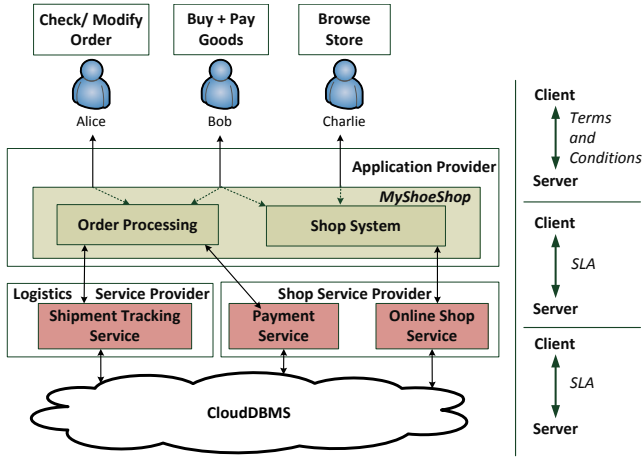 Check/ Modify
Order
Buy + Pay
Goods
Browse
Store
Alice
Bob
Charlie
Application Provider
MyShoeShop
Order Processing
Shop System
Logistics Service Provider
Shipment Tracking
Service
Shop Service Provider
Payment
Service
Online Shop
Service
CloudDBMS
Client
Terms
and
Conditions
Server
Client
SLA
Server
Client
SLA
Server